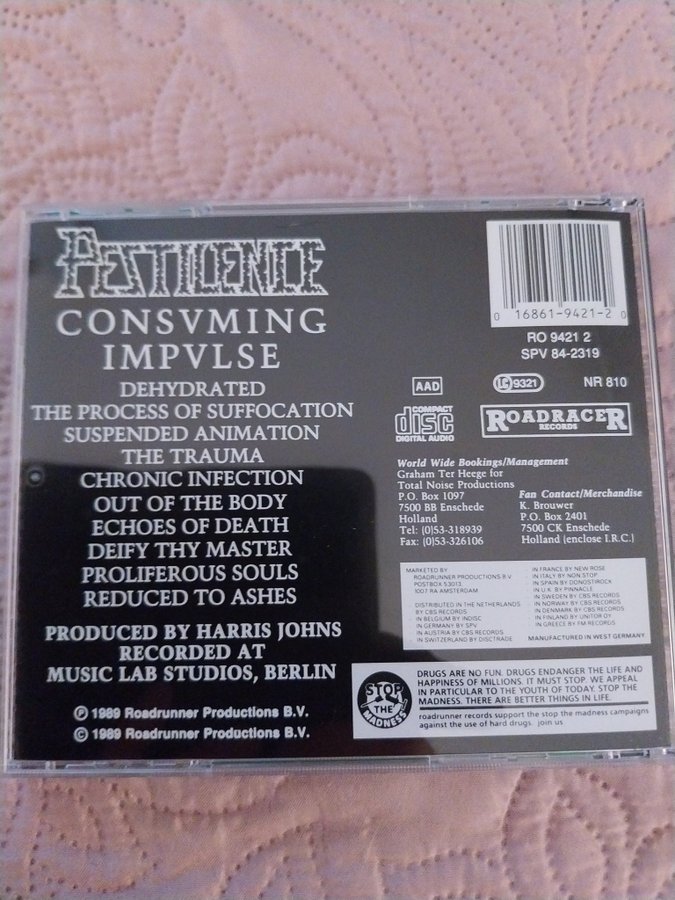 PESTILENCE
CONSVMING
IMPVLSE
DEHYDRATED
THE PROCESS OF SUFFOCATION
SUSPENDED ANIMATION
THE TRAUMA
CHRONIC INFECTION
OUT OF THE BODY
ECHOES OF DEATH
DEIFY THY MASTER
PROLIFEROUS SOULS
REDUCED TO ASHES
PRODUCED BY HARRIS JOHNS
RECORDED AT
MUSIC LAB STUDIOS, BERLIN
Ⓟ 1989 Roadrunner Productions B.V.
© 1989 Roadrunner Productions B.V.
0 16861-9421-2 0
RO 9421 2
SPV 84-2319
AAD
LC 9321
NR 810
COMPACT
disc
DIGITAL AUDIO
ROADRACER
RECORDS
World Wide Bookings/Management
Graham Ter Heege for
Total Noise Productions
P.O. Box 1097
7500 BB Enschede
Holland
Tel: (0)53-318939
Fax: (0)53-326106
Fan Contact/Merchandise
K. Brouwer
P.O. Box 2401
7500 CK Enschede
Holland (enclose I.R.C.)
MARKETED BY
ROADRUNNER PRODUCTIONS B.V.
POSTBOX 53013
1007 RA AMSTERDAM
DISTRIBUTED IN THE NETHERLANDS
BY CBS RECORDS
IN BELGIUM BY INDISC
IN GERMANY BY SPV
IN AUSTRIA BY CBS RECORDS
IN SWITZERLAND BY DISCTRADE
IN FRANCE BY NEW ROSE
IN ITALY BY NON STOP
IN SPAIN BY DONOSTIROCK
IN U.K. BY PINNACLE
IN SWEDEN BY CBS RECORDS
IN NORWAY BY CBS RECORDS
IN DENMARK BY CBS RECORDS
IN FINLAND BY UNITOR OY
IN GREECE BY FM RECORDS
MANUFACTURED IN WEST GERMANY
STOP
THE
MADNESS
DRUGS ARE NO FUN. DRUGS ENDANGER THE LIFE AND
HAPPINESS OF MILLIONS. IT MUST STOP. WE APPEAL
IN PARTICULAR TO THE YOUTH OF TODAY. STOP THE
MADNESS. THERE ARE BETTER THINGS IN LIFE.
roadrunner records support the stop the madness campaigns
against the use of hard drugs. join us